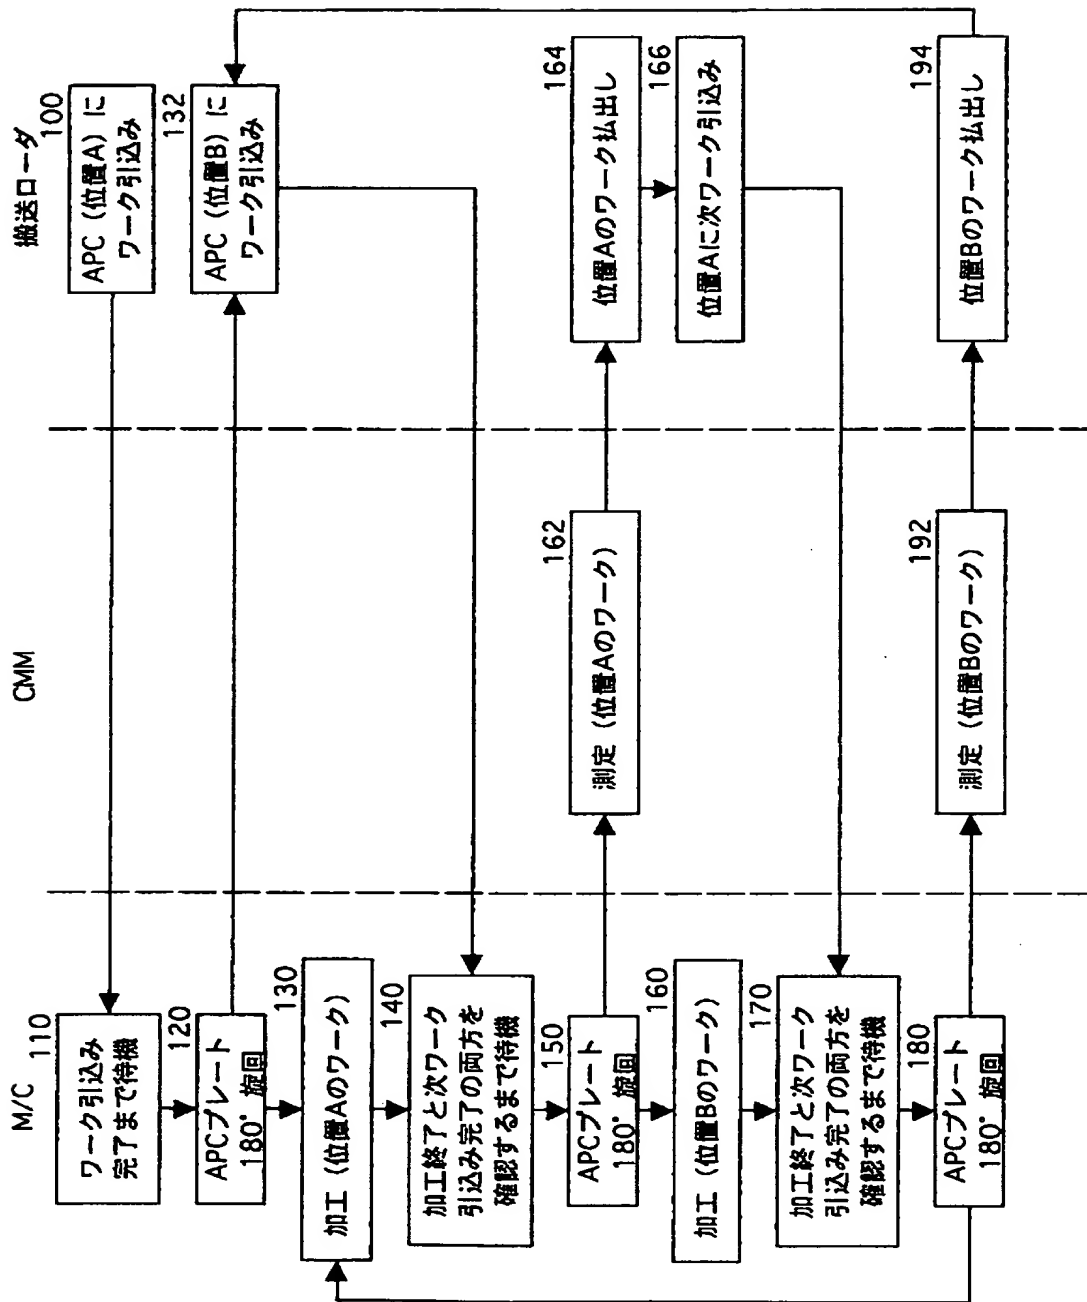 M/C
CMM
搬送ローダ
100
APC（位置A）に
ワーク引込み
110
ワーク引込み
完了まで待機
120
APCプレート
180°旋回
132
APC（位置B）に
ワーク引込み
130
加工（位置Aのワーク）
140
加工終了と次ワーク
引込み完了の両方を
確認するまで待機
150
APCプレート
180°旋回
162
測定（位置Aのワーク）
164
位置Aのワーク払出し
166
位置Aに次ワーク引込み
160
加工（位置Bのワーク）
170
加工終了と次ワーク
引込み完了の両方を
確認するまで待機
180
APCプレート
180°旋回
192
測定（位置Bのワーク）
194
位置Bのワーク払出し